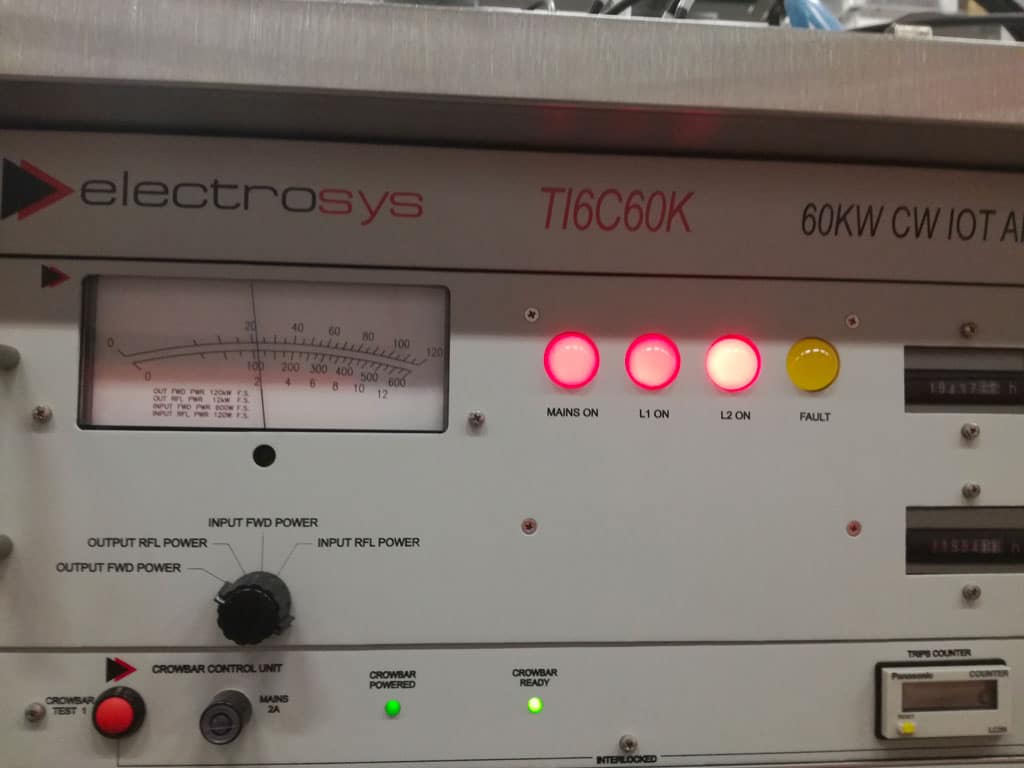 electrosys
TI6C60K
60KW CW IOT
0 20 40 60 80 100 120
0 100 200 300 400 500 600
2 4 6 8 10 12
OUT FWD PWR 120kW F.S.
OUT RFL PWR 12kW F.S.
INPUT FWD PWR 600W F.S.
INPUT RFL PWR 120W F.S.
MAINS ON
L1 ON
L2 ON
FAULT
h
h
INPUT FWD POWER
OUTPUT RFL POWER
INPUT RFL POWER
OUTPUT FWD POWER
CROWBAR CONTROL UNIT
CROWBAR
TEST 1
MAINS
2A
CROWBAR
POWERED
CROWBAR
READY
TRIPS COUNTER
Panasonic
COUNTER
RESET
INTERLOCKED